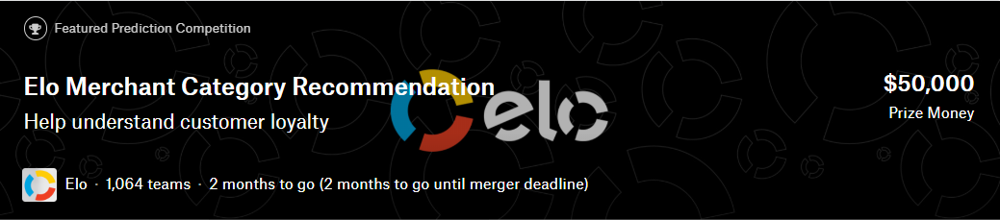 Featured Prediction Competition
Elo Merchant Category Recommendation
Help understand customer loyalty
elo
$50,000
Prize Money
Elo · 1,064 teams · 2 months to go (2 months to go until merger deadline)